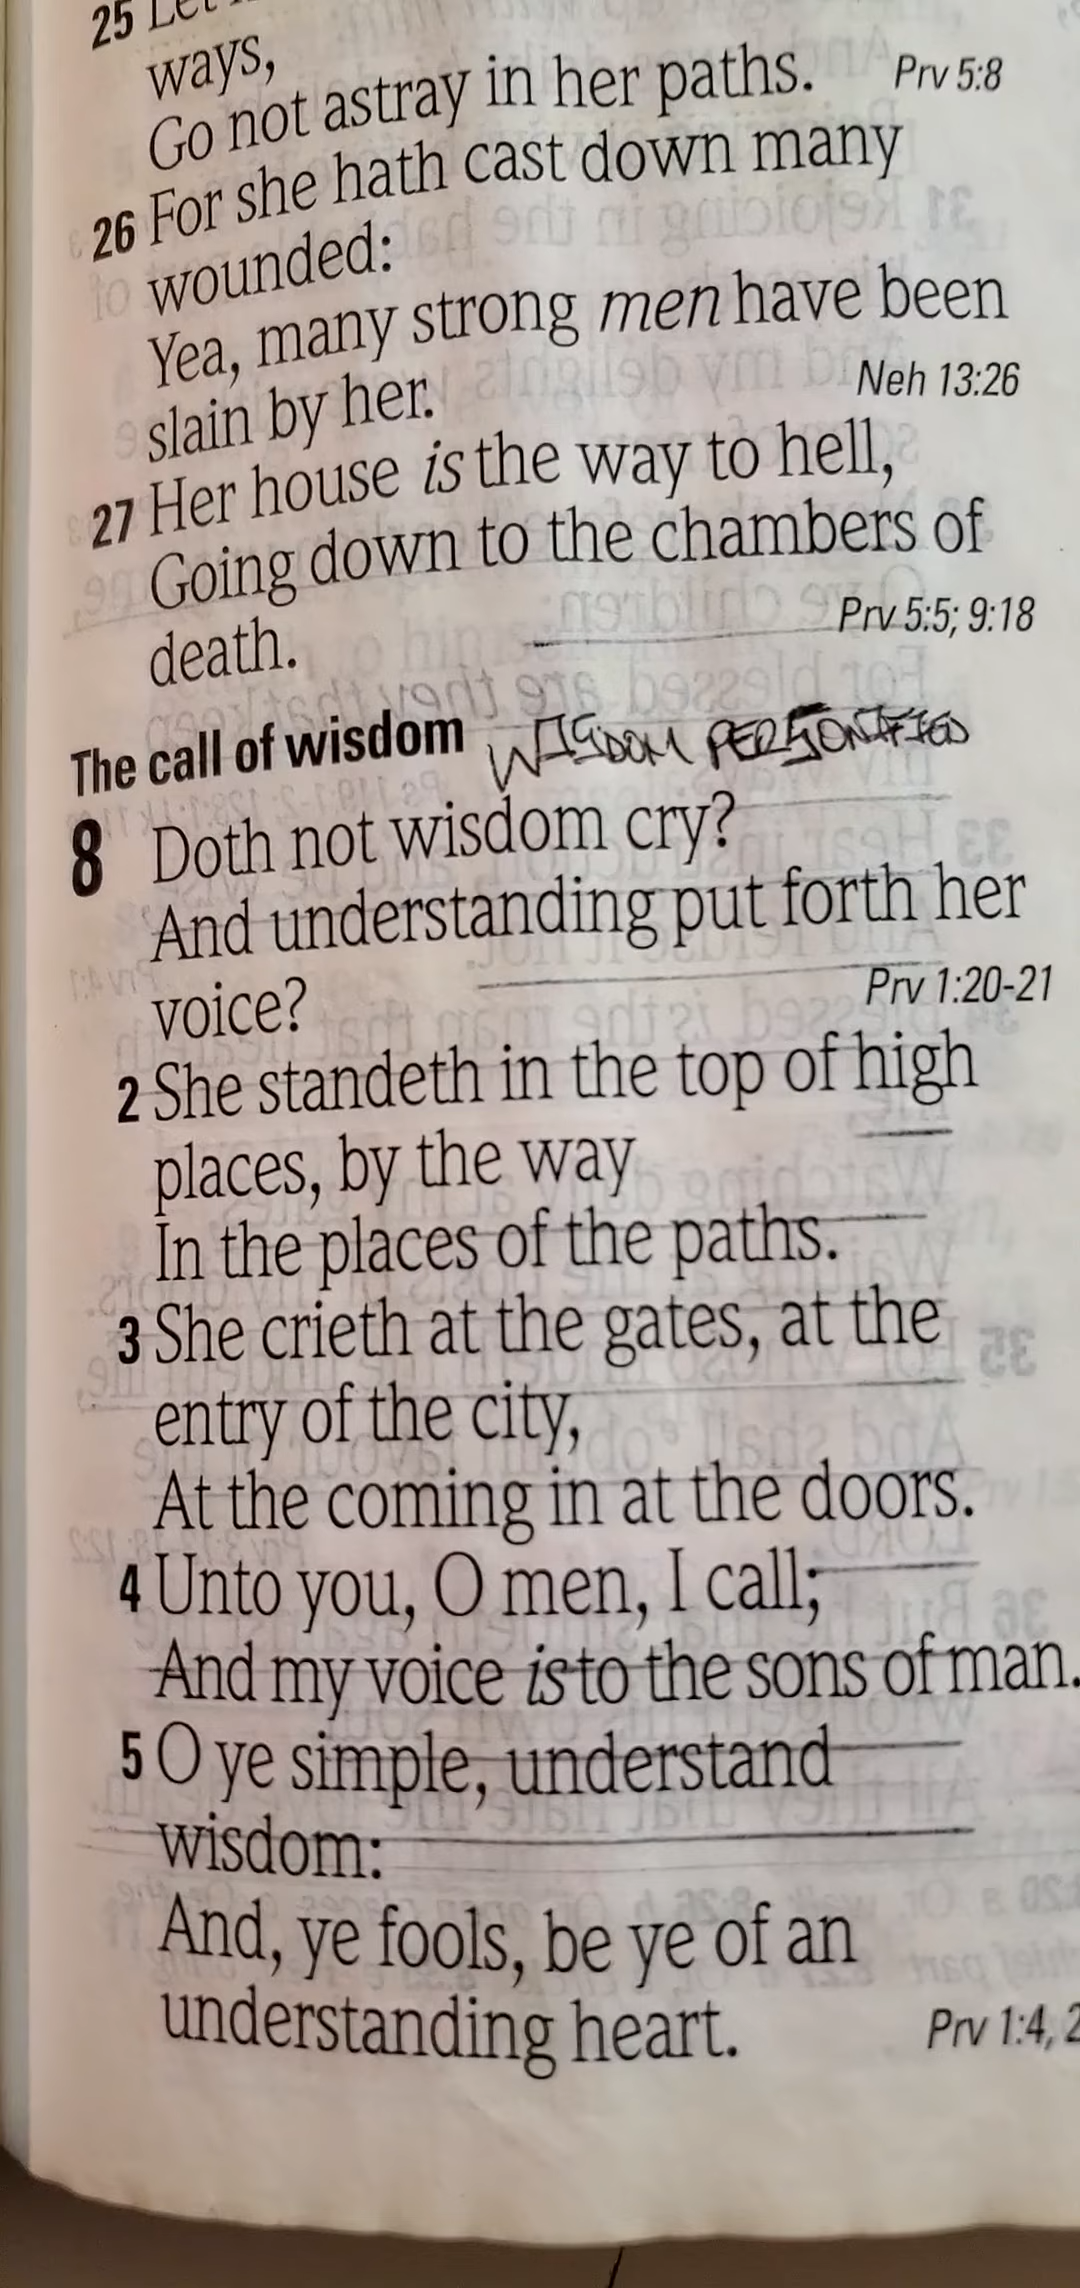 25 Let
ways,
Go not astray in her paths. Prv 5:8
26 For she hath cast down many
wounded:
Yea, many strong men have been
slain by her. Neh 13:26
27 Her house is the way to hell,
Going down to the chambers of
death. Prv 5:5; 9:18
The call of wisdom WISDOM PERSONIFIED
8 Doth not wisdom cry?
And understanding put forth her
voice? Prv 1:20-21
2 She standeth in the top of high
places, by the way
In the places of the paths.
3 She crieth at the gates, at the
entry of the city,
At the coming in at the doors.
4 Unto you, O men, I call;
And my voice is to the sons of man.
5 O ye simple, understand
wisdom:
And, ye fools, be ye of an
understanding heart. Prv 1:4, 2